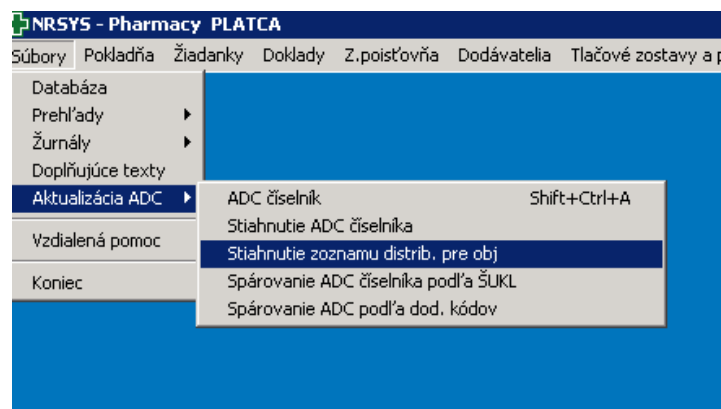 NRSYS - Pharmacy PLATCA
Súbory Pokladňa Žiadanky Doklady Z.poisťovňa Dodávatelia Tlačové zostavy a
Databáza
Prehľady
Žurnály
Doplňujúce texty
Aktualizácia ADC
Vzdialená pomoc
Koniec
ADC číselník Shift+Ctrl+A
Stiahnutie ADC číselníka
Stiahnutie zoznamu distrib. pre obj
Spárovanie ADC číselníka podľa ŠUKL
Spárovanie ADC podľa dod. kódov